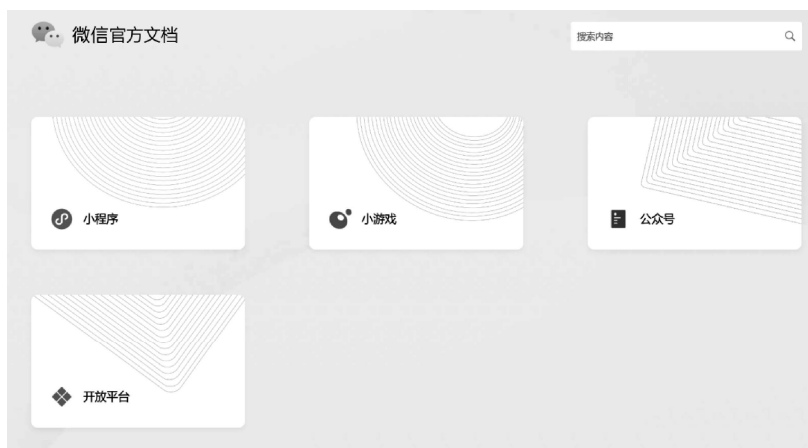 微信官方文档
搜索内容
小程序
小游戏
公众号
开放平台